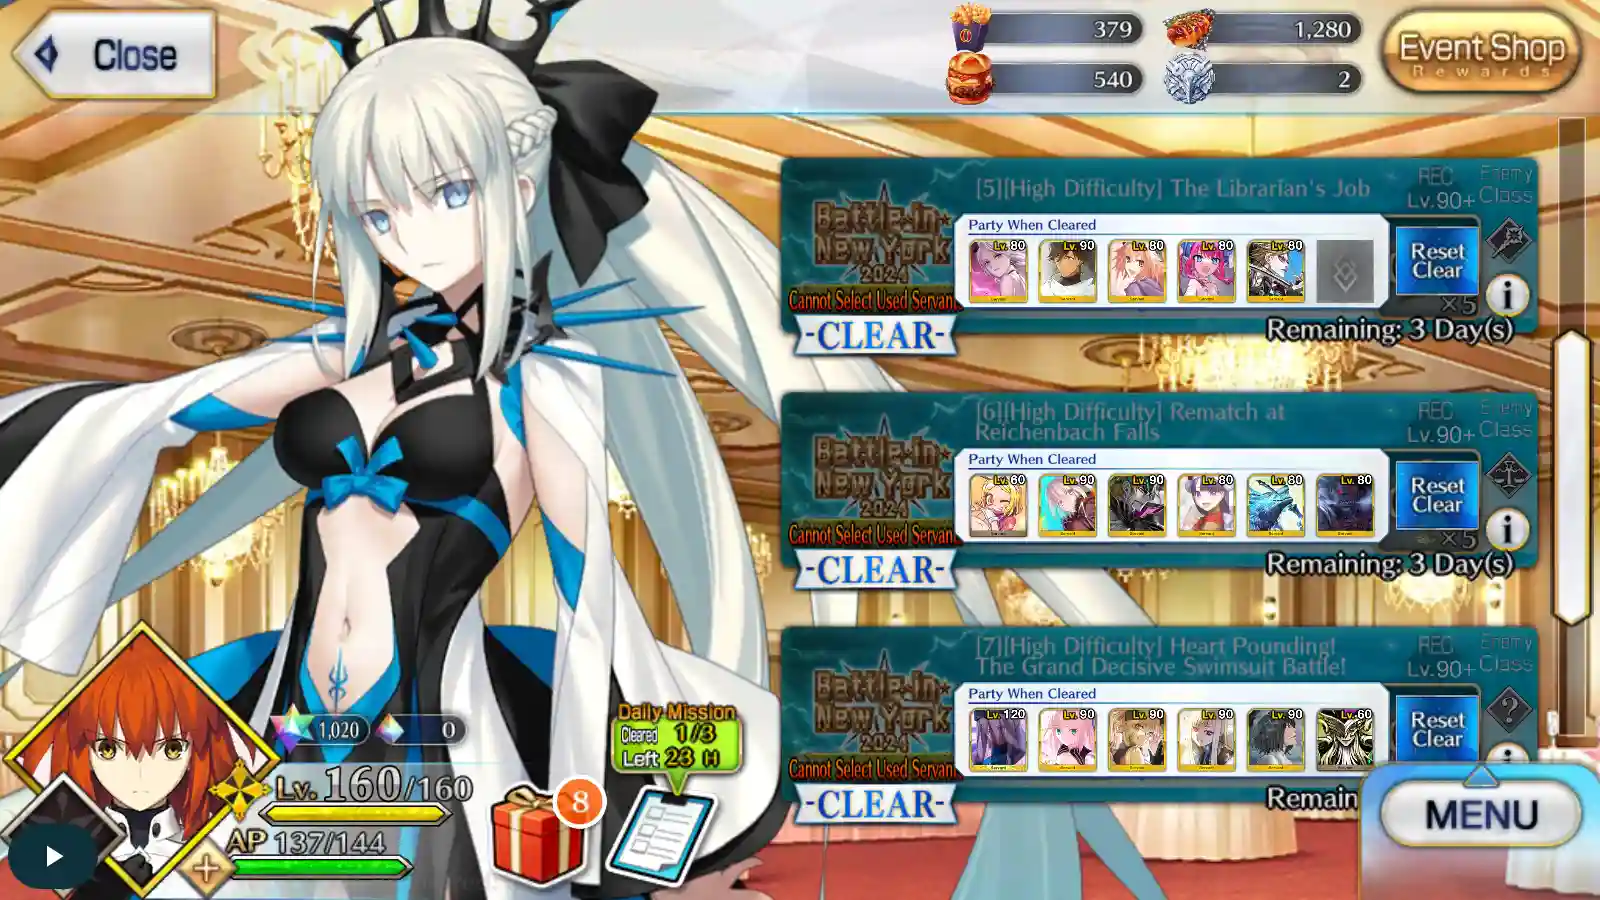 Close
379
1,280
540
2
Event Shop
Rewards
Battle in
New York
2024
Cannot Select Used Servant
-CLEAR-
[5][High Difficulty] The Librarian's Job
REC
Lv.90+
Enemy
Class
Party When Cleared
Lv. 80
Lv. 90
Lv. 80
Lv. 80
Lv. 80
Reset
Clear
×5
Remaining: 3 Day(s)
Battle in
New York
2024
Cannot Select Used Servant
-CLEAR-
[6][High Difficulty] Rematch at
Reichenbach Falls
REC
Lv.90+
Enemy
Class
Party When Cleared
Lv. 60
Lv. 90
Lv. 90
Lv. 80
Lv. 80
Lv. 80
Reset
Clear
×5
Remaining: 3 Day(s)
Battle in
New York
2024
Cannot Select Used Servant
-CLEAR-
[7][High Difficulty] Heart Pounding!
The Grand Decisive Swimsuit Battle!
REC
Lv.90+
Enemy
Class
?
Party When Cleared
Lv. 120
Lv. 90
Lv. 90
Lv. 90
Lv. 90
Lv. 60
Reset
Clear
Remain
MENU
1,020
0
Lv. 160/160
AP 137/144
8
Daily Mission
Cleared 1/3
Left 23 H